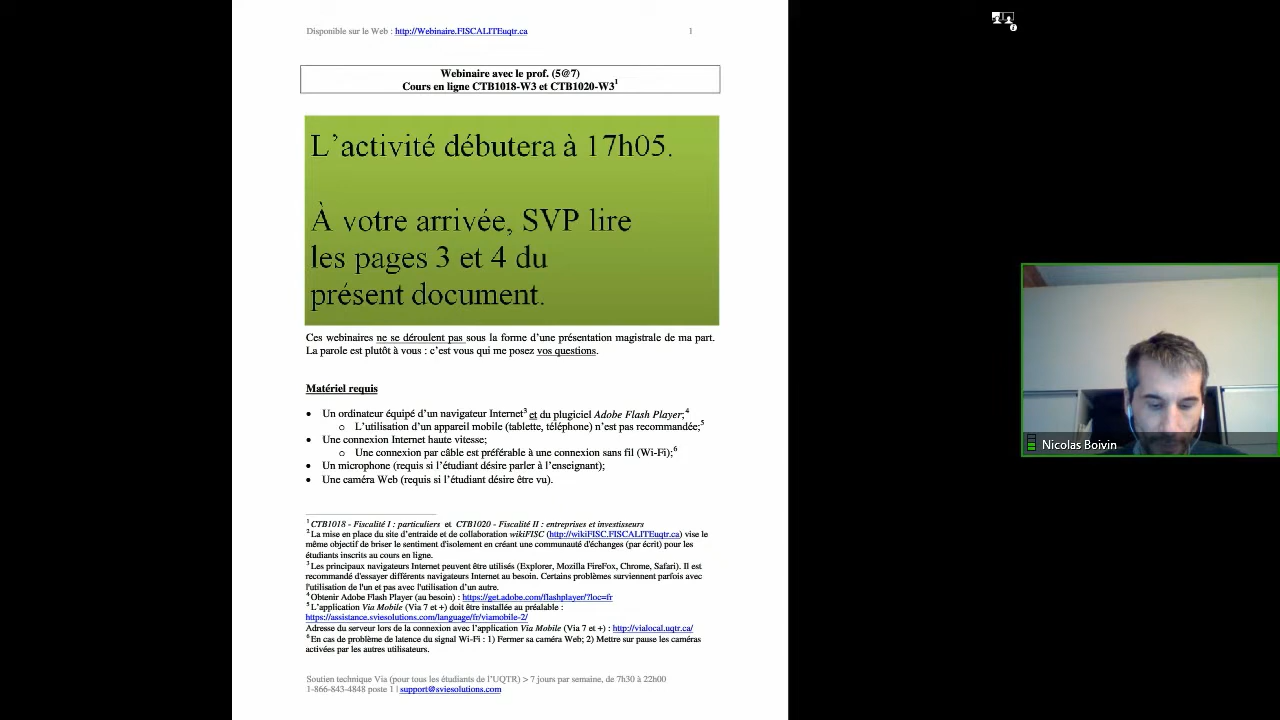 Disponible sur le Web : http://Webinaire.FISCALITEuqtr.ca 1
Webinaire avec le prof. (5@7)
Cours en ligne CTB1018-W3 et CTB1020-W3¹
L’activité débutera à 17h05.
À votre arrivée, SVP lire
les pages 3 et 4 du
présent document.
Ces webinaires ne se déroulent pas sous la forme d’une présentation magistrale de ma part.
La parole est plutôt à vous : c’est vous qui me posez vos questions.
Matériel requis
• Un ordinateur équipé d’un navigateur Internet³ et du plugiciel Adobe Flash Player;⁴
o L’utilisation d’un appareil mobile (tablette, téléphone) n’est pas recommandée;⁵
• Une connexion Internet haute vitesse;
o Une connexion par câble est préférable à une connexion sans fil (Wi-Fi);⁶
• Un microphone (requis si l’étudiant désire parler à l’enseignant);
• Une caméra Web (requis si l’étudiant désire être vu).
¹ CTB1018 - Fiscalité I : particuliers et CTB1020 - Fiscalité II : entreprises et investisseurs
² La mise en place du site d’entraide et de collaboration wikiFISC (http://wikiFISC.FISCALITEuqtr.ca) vise le
même objectif de briser le sentiment d'isolement en créant une communauté d'échanges (par écrit) pour les
étudiants inscrits au cours en ligne.
³ Les principaux navigateurs Internet peuvent être utilisés (Explorer, Mozilla FireFox, Chrome, Safari). Il est
recommandé d'essayer différents navigateurs Internet au besoin. Certains problèmes surviennent parfois avec
l'utilisation de l'un et pas avec l'utilisation d'un autre.
⁴ Obtenir Adobe Flash Player (au besoin) : https://get.adobe.com/flashplayer/?loc=fr
⁵ L’application Via Mobile (Via 7 et +) doit être installée au préalable :
https://assistance.sviesolutions.com/language/fr/viamobile-2/
Adresse du serveur lors de la connexion avec l’application Via Mobile (Via 7 et +) : http://vialocal.uqtr.ca/
⁶ En cas de problème de latence du signal Wi-Fi : 1) Fermer sa caméra Web; 2) Mettre sur pause les caméras
activées par les autres utilisateurs.
Soutien technique Via (pour tous les étudiants de l’UQTR) > 7 jours par semaine, de 7h30 à 22h00
1-866-843-4848 poste 1 | support@sviesolutions.com
Nicolas Boivin